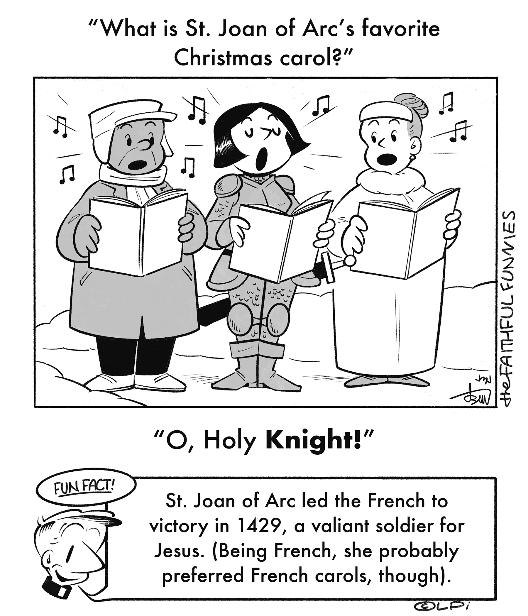 “What is St. Joan of Arc’s favorite
Christmas carol?”
the FAITHFUL FUNNIES
“O, Holy Knight!”
FUN FACT!
St. Joan of Arc led the French to
victory in 1429, a valiant soldier for
Jesus. (Being French, she probably
preferred French carols, though).
©LPi